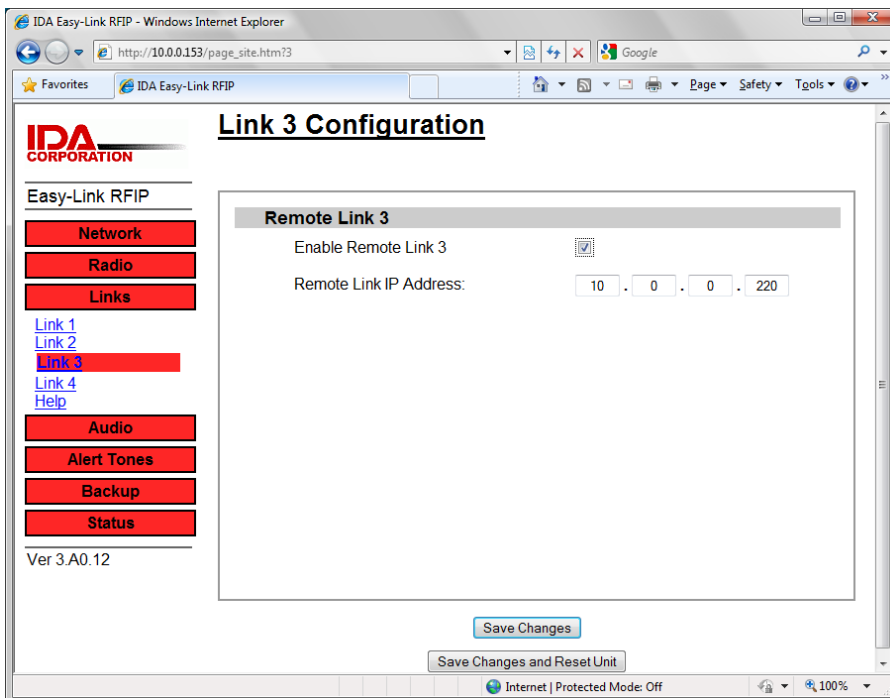 IDA Easy-Link RFIP - Windows Internet Explorer
http://10.0.0.153/page_site.htm?3
Google
Favorites
IDA Easy-Link RFIP
Page
Safety
Tools
»
IDA
CORPORATION
Easy-Link RFIP
Network
Radio
Links
Link 1
Link 2
Link 3
Link 4
Help
Audio
Alert Tones
Backup
Status
Ver 3.A0.12
Link 3 Configuration
Remote Link 3
Enable Remote Link 3
Remote Link IP Address: 10 . 0 . 0 . 220
Save Changes
Save Changes and Reset Unit
Internet | Protected Mode: Off
100%